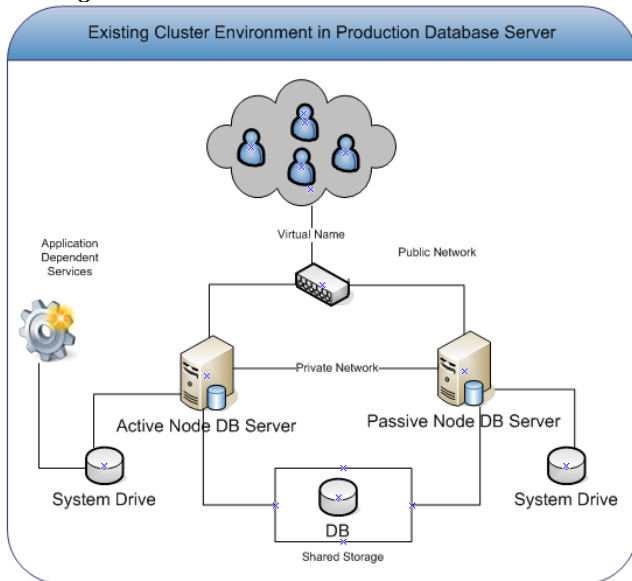 Existing Cluster Environment in Production Database Server
Virtual Name
Application
Dependent
Services
Public Network
Private Network
Active Node DB Server
Passive Node DB Server
System Drive
DB
System Drive
Shared Storage